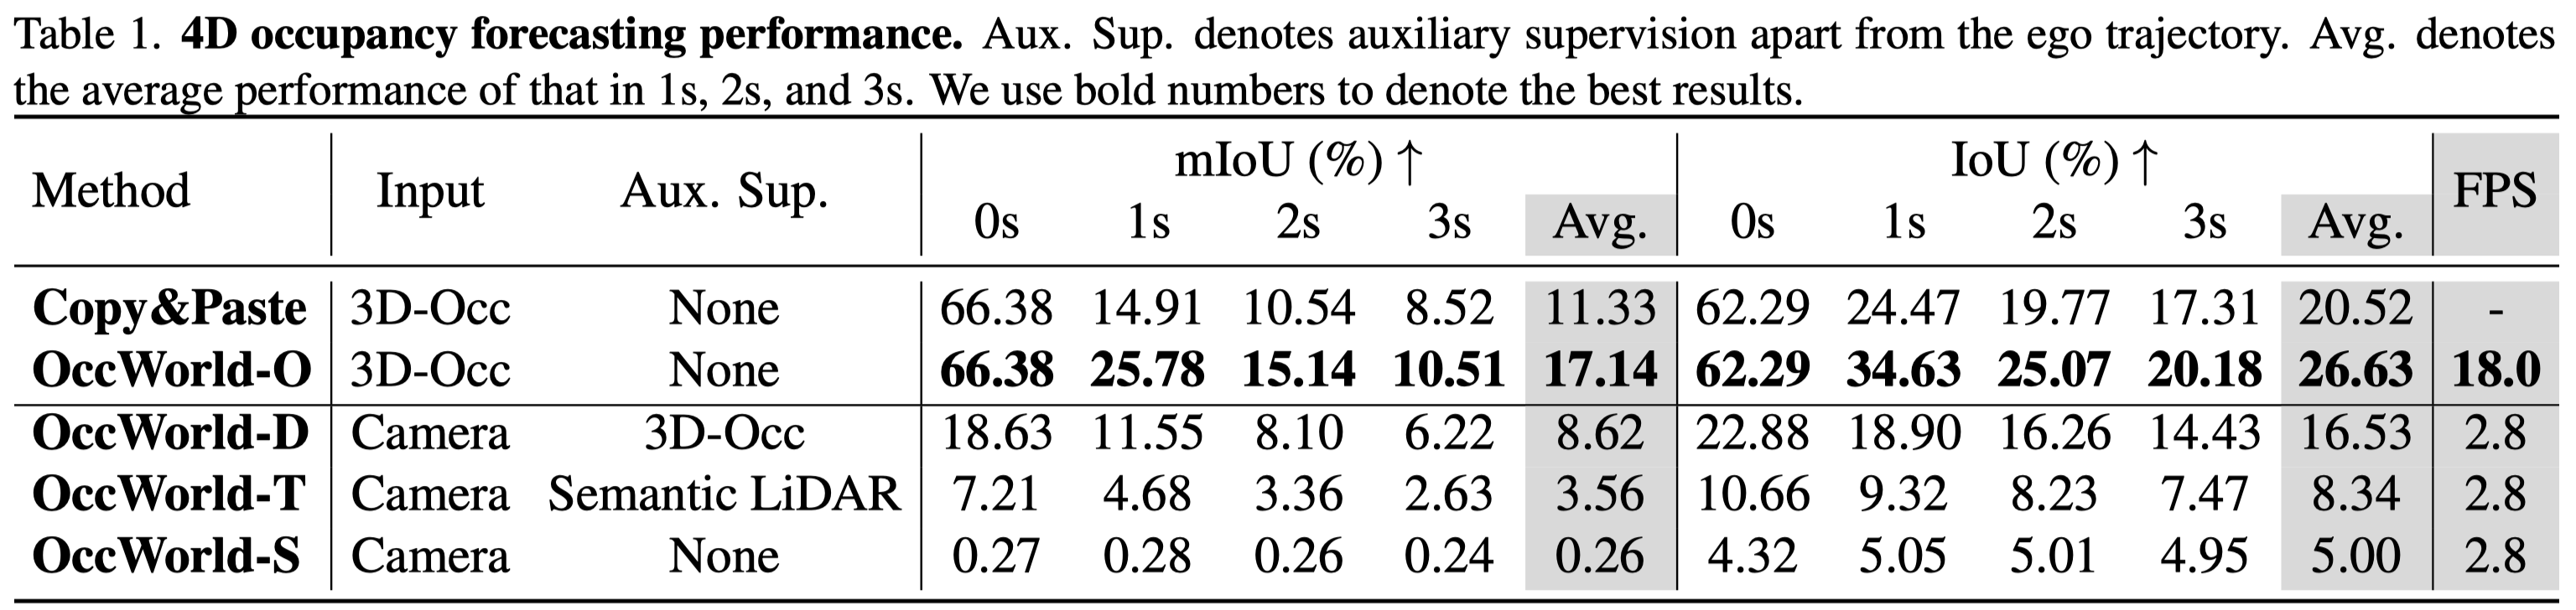 Table 1. 4D occupancy forecasting performance. Aux. Sup. denotes auxiliary supervision apart from the ego trajectory. Avg. denotes
the average performance of that in 1s, 2s, and 3s. We use bold numbers to denote the best results.
Method Input Aux. Sup. mIoU (%) ↑ IoU (%) ↑ FPS
0s 1s 2s 3s Avg. 0s 1s 2s 3s Avg.
Copy&Paste 3D-Occ None 66.38 14.91 10.54 8.52 11.33 62.29 24.47 19.77 17.31 20.52 -
OccWorld-O 3D-Occ None 66.38 25.78 15.14 10.51 17.14 62.29 34.63 25.07 20.18 26.63 18.0
OccWorld-D Camera 3D-Occ 18.63 11.55 8.10 6.22 8.62 22.88 18.90 16.26 14.43 16.53 2.8
OccWorld-T Camera Semantic LiDAR 7.21 4.68 3.36 2.63 3.56 10.66 9.32 8.23 7.47 8.34 2.8
OccWorld-S Camera None 0.27 0.28 0.26 0.24 0.26 4.32 5.05 5.01 4.95 5.00 2.8